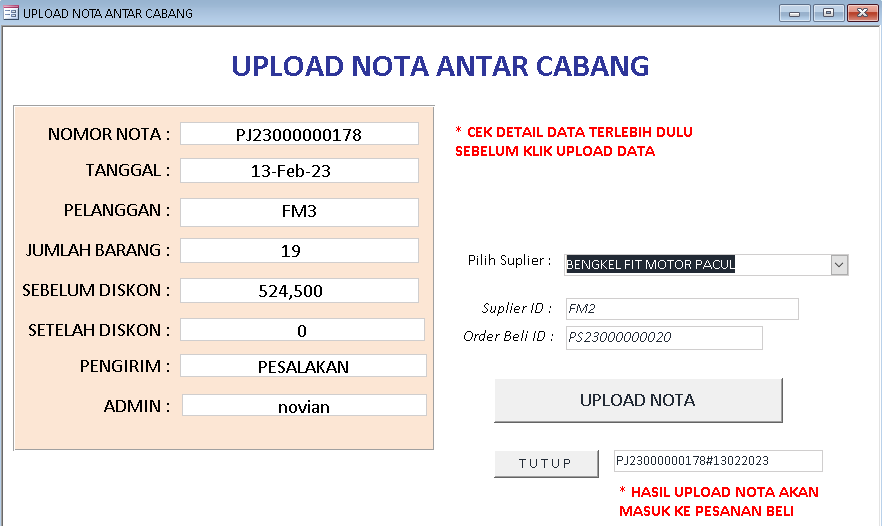 UPLOAD NOTA ANTAR CABANG
UPLOAD NOTA ANTAR CABANG
NOMOR NOTA : PJ23000000178
TANGGAL : 13-Feb-23
PELANGGAN : FM3
JUMLAH BARANG : 19
SEBELUM DISKON : 524,500
SETELAH DISKON : 0
PENGIRIM : PESALAKAN
ADMIN : novian
* CEK DETAIL DATA TERLEBIH DULU
SEBELUM KLIK UPLOAD DATA
Pilih Suplier : BENGKEL FIT MOTOR PACUL
Suplier ID : FM2
Order Beli ID : PS23000000020
UPLOAD NOTA
TUTUP PJ23000000178#13022023
* HASIL UPLOAD NOTA AKAN
MASUK KE PESANAN BELI